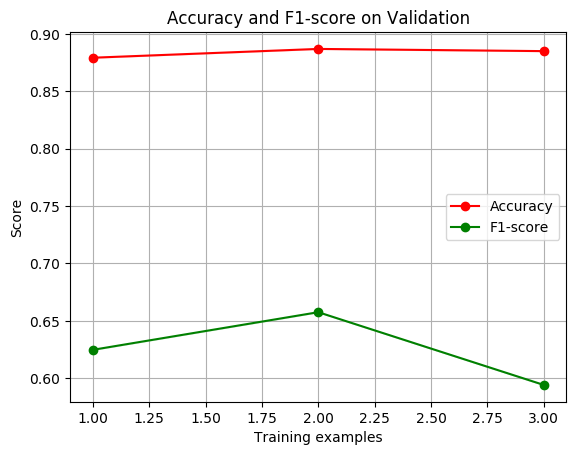 Accuracy and F1-score on Validation
0.90
0.85
0.80
0.75
0.70
0.65
0.60
Score
Accuracy
F1-score
1.00 1.25 1.50 1.75 2.00 2.25 2.50 2.75 3.00
Training examples